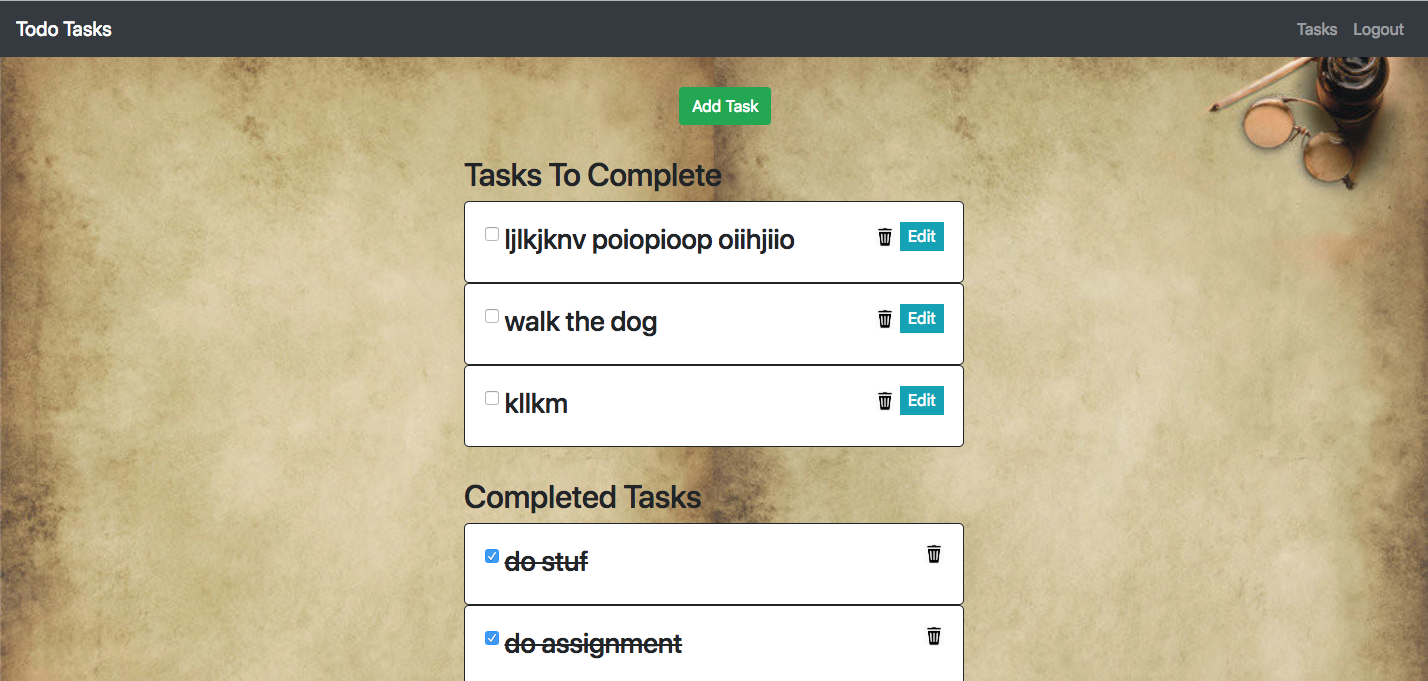 Todo Tasks
Tasks Logout
Add Task
Tasks To Complete
ljlkjknv poiopioop oiihjiio Edit
walk the dog Edit
kllkm Edit
Completed Tasks
do stuf
do assignment